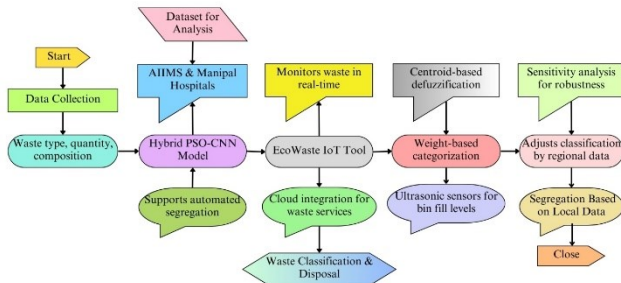 Dataset for
Analysis
Start
AIIMS & Manipal
Hospitals
Monitors waste in
real-time
Centroid-based
defuzzification
Sensitivity analysis
for robustness
Data Collection
Waste type, quantity,
composition
Hybrid PSO-CNN
Model
EcoWaste IoT Tool
Weight-based
categorization
Adjusts classification
by regional data
Supports automated
segregation
Cloud integration for
waste services
Ultrasonic sensors for
bin fill levels
Segregation Based
on Local Data
Waste Classification &
Disposal
Close